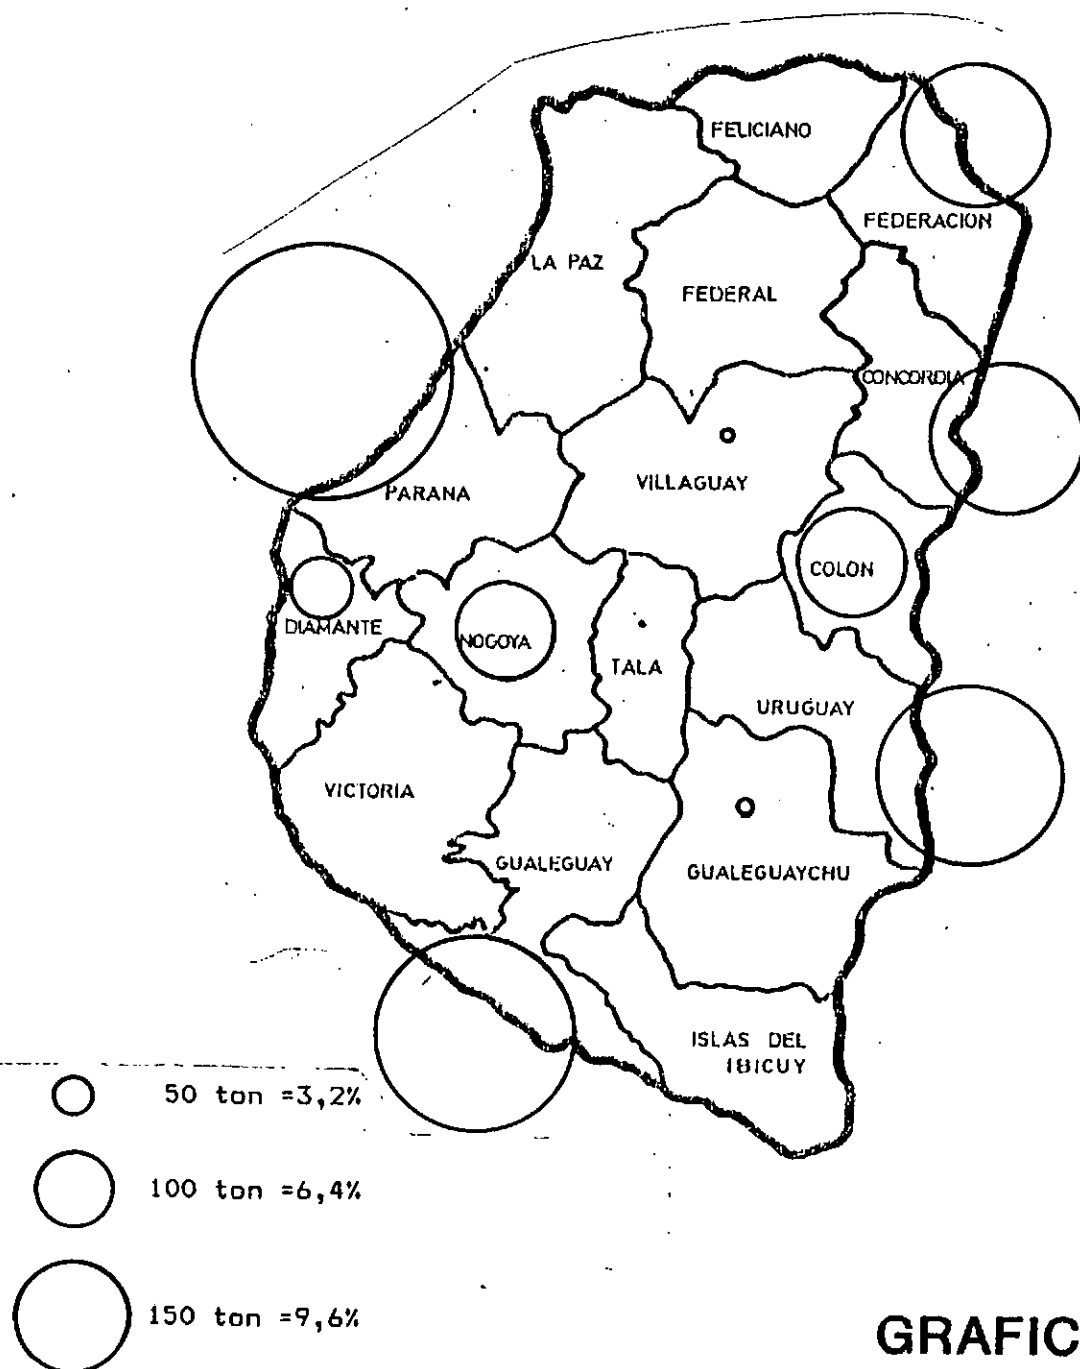 FELICIANO
FEDERACION
LA PAZ
FEDERAL
CONCORDIA
PARANA
VILLAGUAY
COLON
DIAMANTE
NOGOYA
TALA
URUGUAY
VICTORIA
GUALEGUAY
GUALEGUAYCHU
ISLAS DEL
IBICUY
50 ton =3,2%
100 ton =6,4%
150 ton =9,6%
GRAFIC